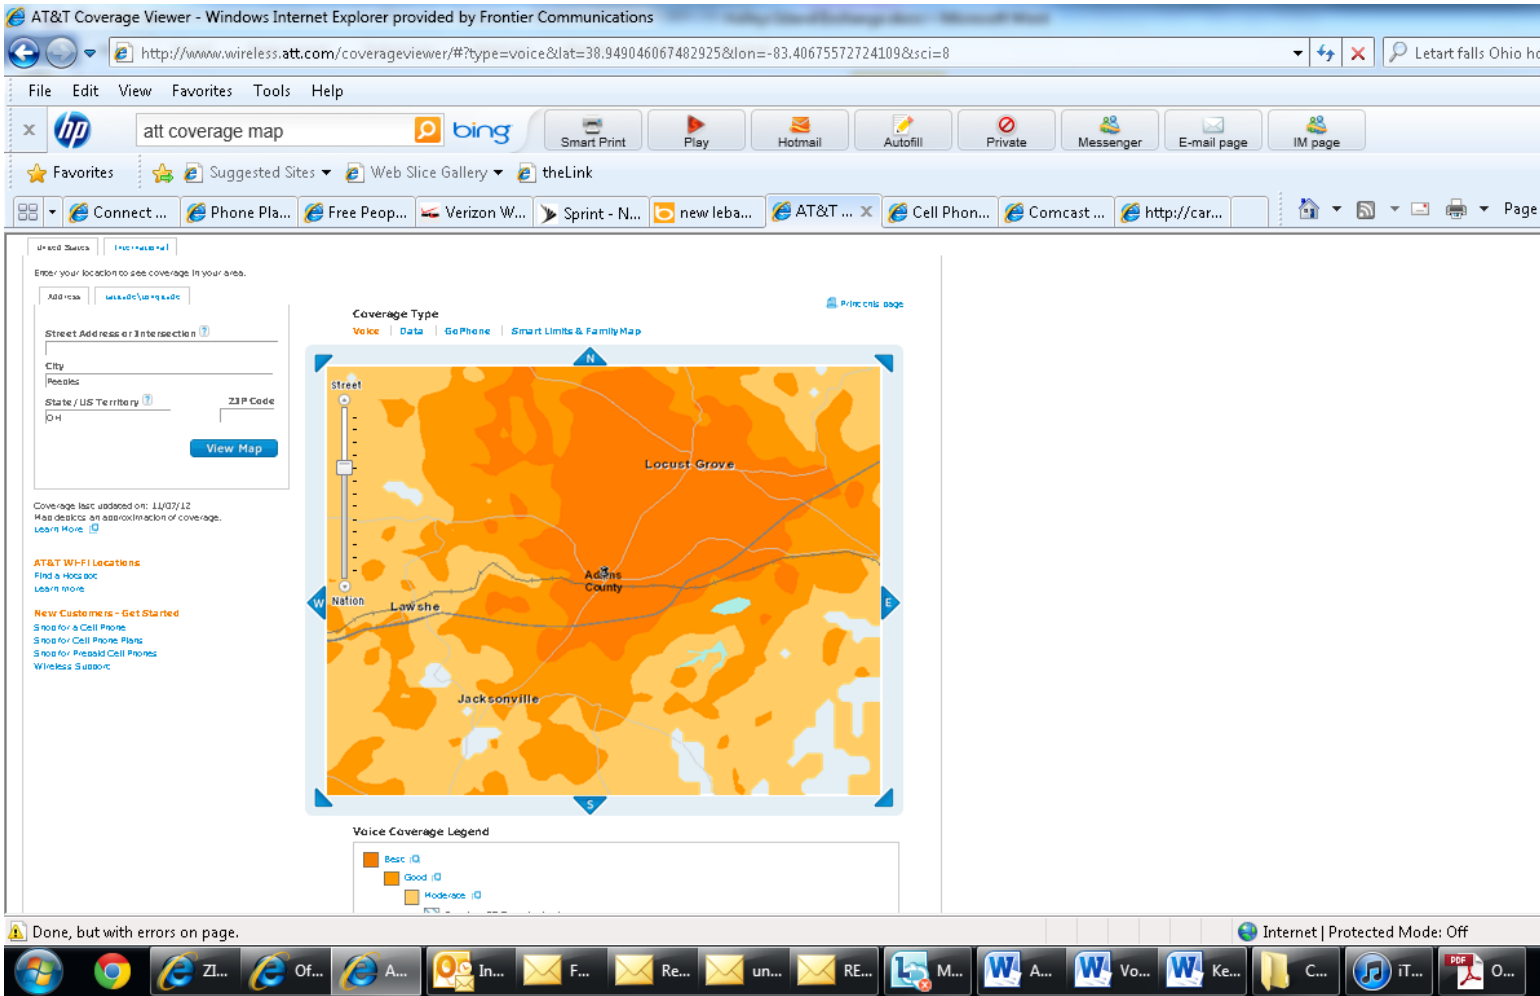 AT&T Coverage Viewer - Windows Internet Explorer provided by Frontier Communications
http://www.wireless.att.com/coverageviewer/#?type=voice&lat=38.949046067482925&lon=-83.40675572724109&sci=8
Letart falls Ohio ho
File Edit View Favorites Tools Help
x hp att coverage map bing Smart Print Play Hotmail Autofill Private Messenger E-mail page IM page
Favorites Suggested Sites Web Slice Gallery theLink
Connect ... Phone Pla... Free Peop... Verizon W... Sprint - N... new leba... AT&T ... Cell Phon... Comcast ... http://car... Page
United States International
Enter your location to see coverage in your area.
Address
Print this page
Coverage Type
Voice | Data | GoPhone | Smart Limits & FamilyMap
Street Address or Intersection ?
City
Peebles
State / US Territory ? ZIP Code
OH
View Map
Coverage last updated on: 11/07/12
Map depicts an approximation of coverage.
Learn More
AT&T Wi-Fi Locations
Find a Hotspot
Learn more
New Customers - Get Started
Shop for a Cell Phone
Shop for Cell Phone Plans
Shop for Prepaid Cell Phones
Wireless Support
N
Street
Locust Grove
Adams
County
W
Nation
Lawshe
E
Jacksonville
S
Voice Coverage Legend
Best
Good
Moderate
Done, but with errors on page.
Internet | Protected Mode: Off
ZI... Of... A... In... F... Re... un... RE... M... A... Vo... Ke... C... iT... PDF O...